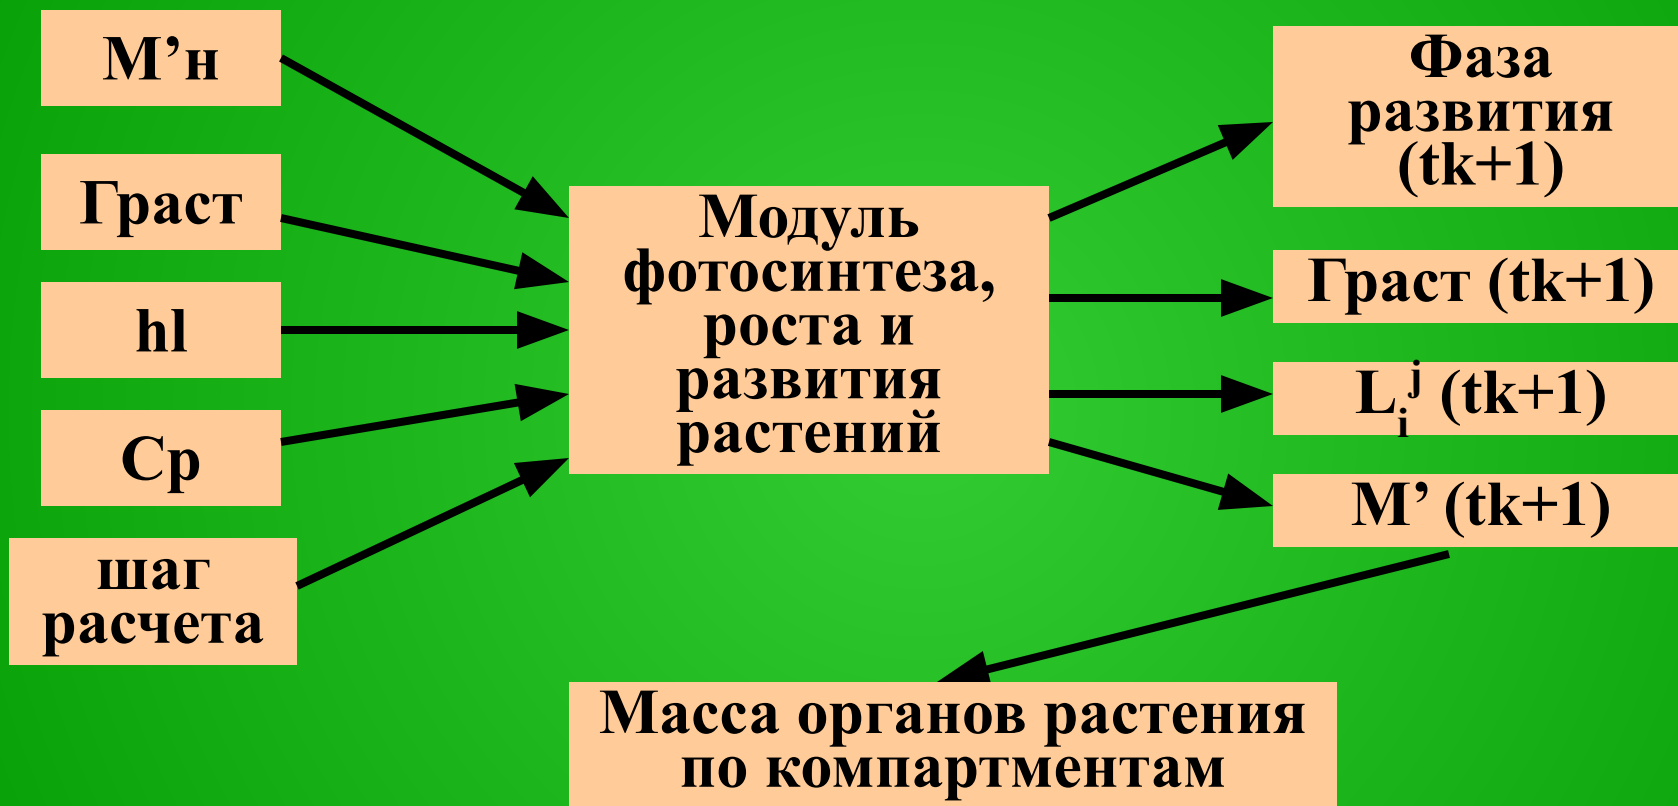 М’н
Граст
hl
Ср
шаг
расчета
Модуль
фотосинтеза,
роста и
развития
растений
Фаза
развития
(tk+1)
Граст (tk+1)
Lᵢʲ (tk+1)
М’ (tk+1)
Масса органов растения
по компартментам